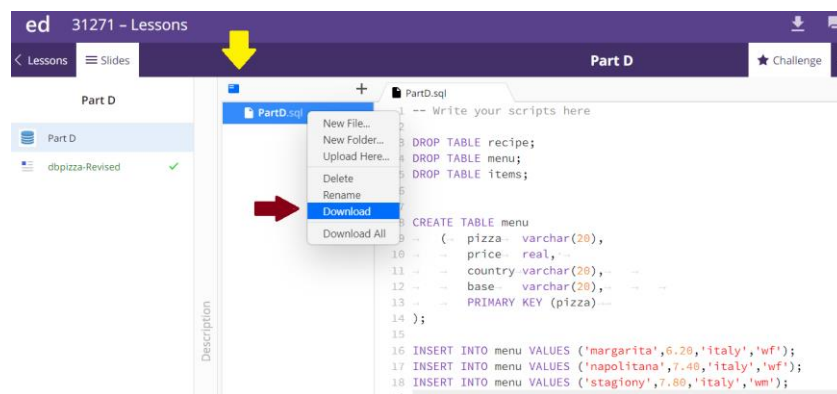 ed 31271 – Lessons
< Lessons Slides Part D Challenge
Part D
Part D
dbpizza-Revised
Description
PartD.sql
New File...
New Folder...
Upload Here...
Delete
Rename
Download
Download All
PartD.sql
1 -- Write your scripts here
2
3 DROP TABLE recipe;
4 DROP TABLE menu;
5 DROP TABLE items;
6
7
8 CREATE TABLE menu
9 ( pizza varchar(20),
10 price real,
11 country varchar(20),
12 base varchar(20),
13 PRIMARY KEY (pizza)
14 );
15
16 INSERT INTO menu VALUES ('margarita',6.20,'italy','wf');
17 INSERT INTO menu VALUES ('napolitana',7.40,'italy','wf');
18 INSERT INTO menu VALUES ('stagiony',7.80,'italy','wm');